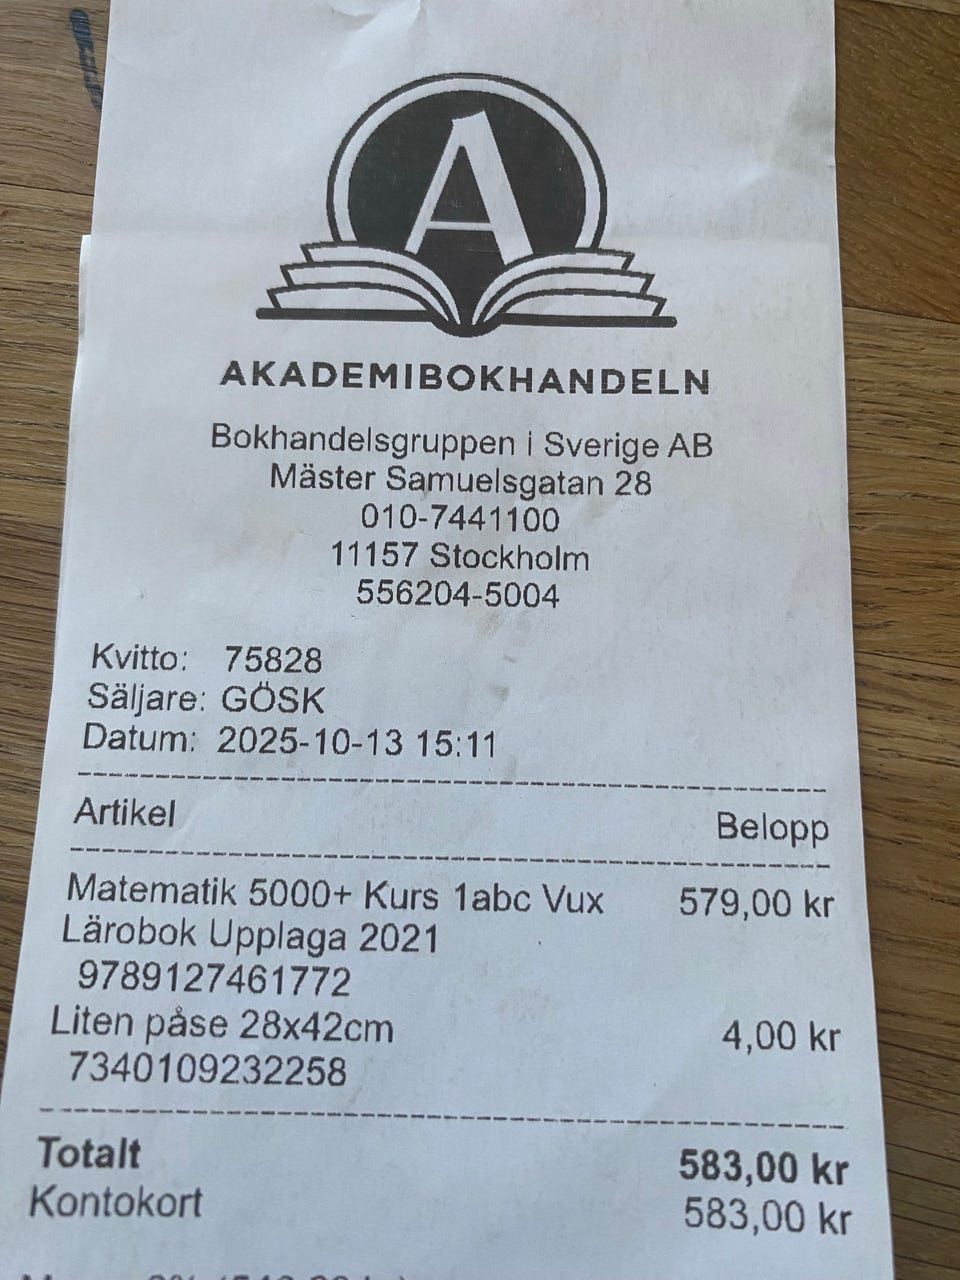 A
AKADEMIBOKHANDELN
Bokhandelsgruppen i Sverige AB
Mäster Samuelsgatan 28
010-7441100
11157 Stockholm
556204-5004
Kvitto: 75828
Säljare: GÖSK
Datum: 2025-10-13 15:11
Artikel Belopp
Matematik 5000+ Kurs 1abc Vux 579,00 kr
Lärobok Upplaga 2021
9789127461772
Liten påse 28x42cm 4,00 kr
7340109232258
Totalt 583,00 kr
Kontokort 583,00 kr